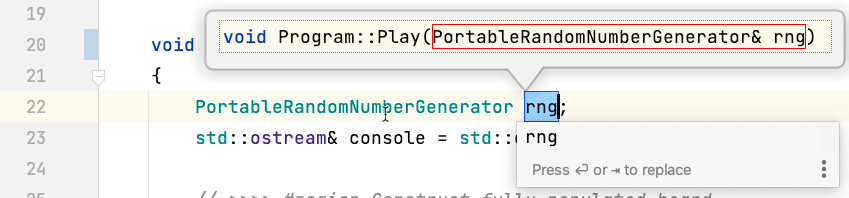 19
void Program::Play(PortableRandomNumberGenerator& rng)
20 void
21 {
22 PortableRandomNumberGenerator rng;
23 std::ostream& console = std::
rng
24
Press ⏎ or ⇥ to replace
25 // >>>> #region Construct fully populated board